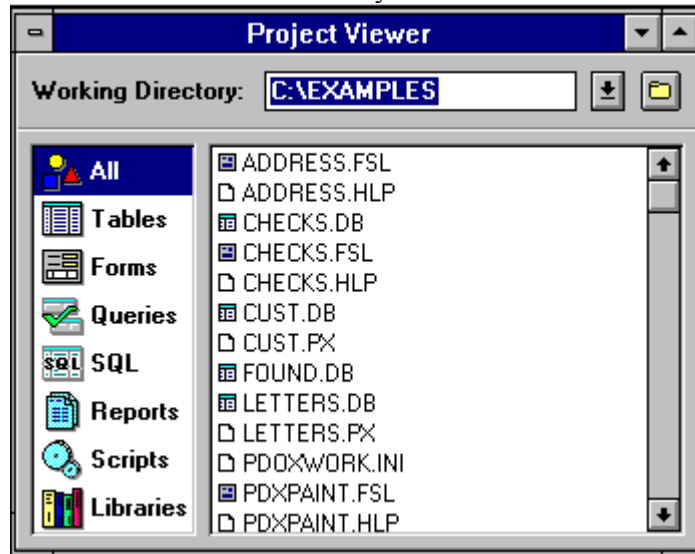 Project Viewer
Working Directory: C:\EXAMPLES
All
Tables
Forms
Queries
SQL
SQL
Reports
Scripts
Libraries
ADDRESS.FSL
ADDRESS.HLP
CHECKS.DB
CHECKS.FSL
CHECKS.HLP
CUST.DB
CUST.PX
FOUND.DB
LETTERS.DB
LETTERS.PX
PDOXWORK.INI
PDXPAINT.FSL
PDXPAINT.HLP